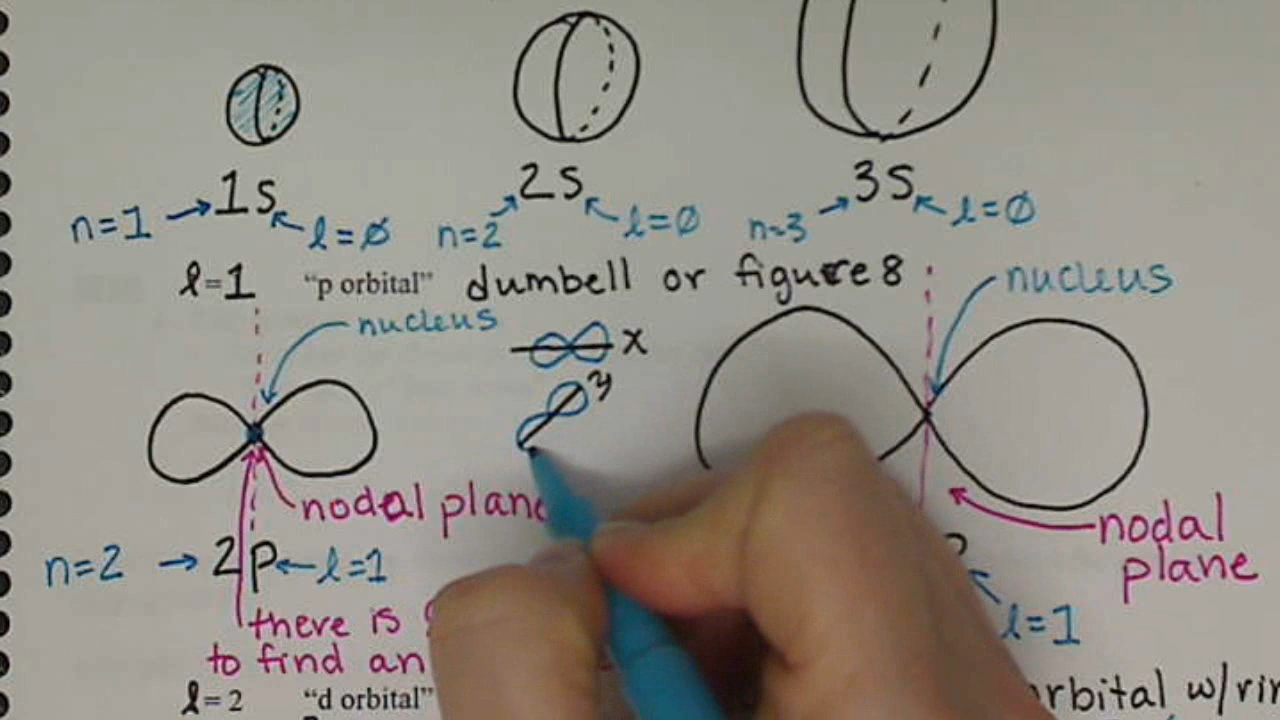 1s 2s 3s
n=1 l=ø n=2 l=ø n=3 l=ø
l=1 "p orbital" dumbell or figure 8
nucleus
nucleus
x
y
nodal plane
nodal
plane
n=2 2p l=1
l=1
there is
to find an
l=2 "d orbital"
orbital w/